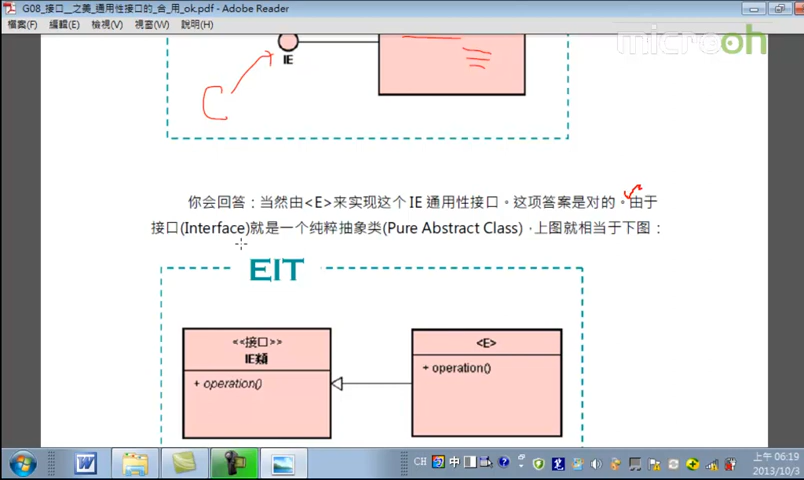 G08_接口__之美_通用性接口的_合_用_ok.pdf - Adobe Reader
檔案(F) 編輯(E) 檢視(V) 視窗(W) 說明(H)
microoh
IE
C
你会回答：当然由<E>来实现这个 IE 通用性接口。这项答案是对的。由于
接口(Interface)就是一个纯粹抽象类(Pure Abstract Class)，上图就相当于下图：
EIT
<<接口>>
IE類
+ operation()
<E>
+ operation()
CH 中
上午 06:19
2013/10/3